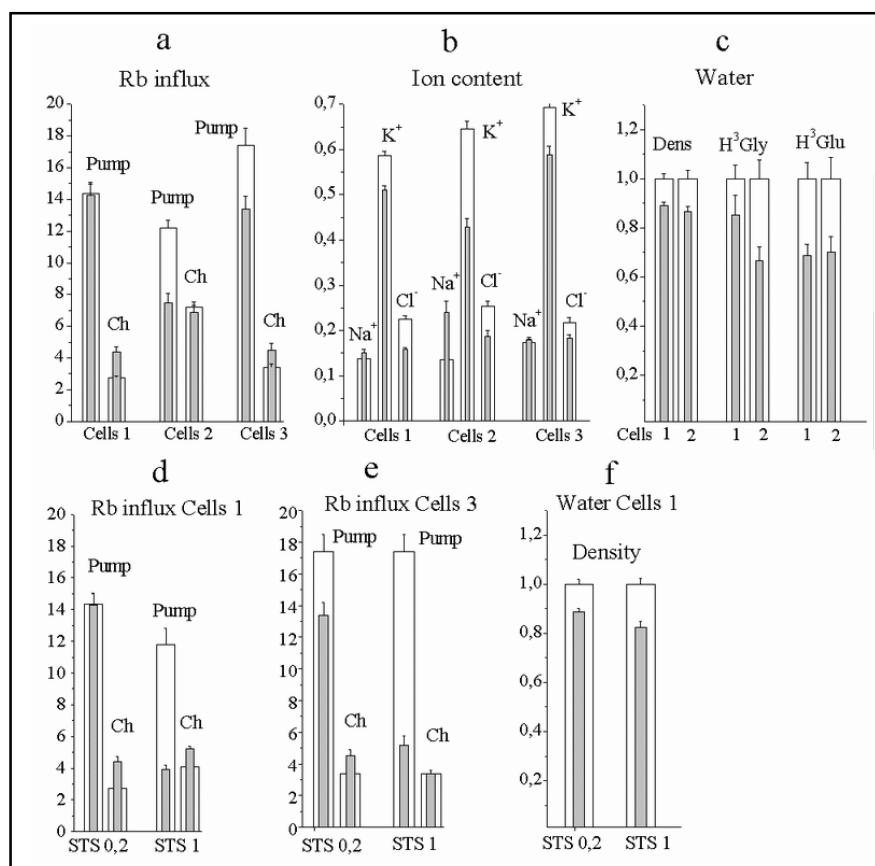 a b c
Rb influx Ion content Water
18
16
14
12
10
8
6
4
2
0
Pump
Ch
Pump
Ch
Pump
Ch
Cells 1 Cells 2 Cells 3
0,7
0,6
0,5
0,4
0,3
0,2
0,1
0,0
Na+
K+
Cl-
Na+
K+
Cl-
Na+
K+
Cl-
Cells 1 Cells 2 Cells 3
1,2
1,0
0,8
0,6
0,4
0,2
Dens H3Gly H3Glu
Cells 1 2 1 2 1 2
d e f
Rb influx Cells 1 Rb influx Cells 3 Water Cells 1
20
18
16
14
12
10
8
6
4
2
0
Pump
Ch
Pump
Ch
STS 0,2 STS 1
20
18
16
14
12
10
8
6
4
2
0
Pump
Ch
Pump
Ch
STS 0,2 STS 1
1,2
1,0
0,8
0,6
0,4
0,2
Density
STS 0,2 STS 1